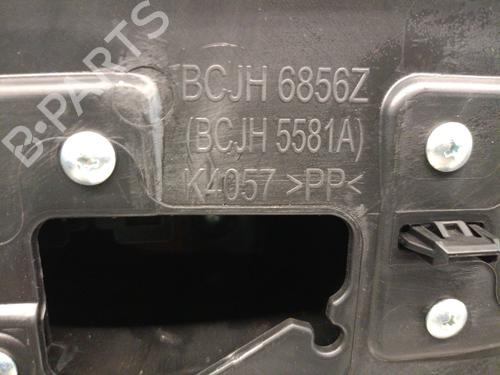 B-PARTS
BCJH 6856Z
(BCJH 5581A)
K4057 >PP<